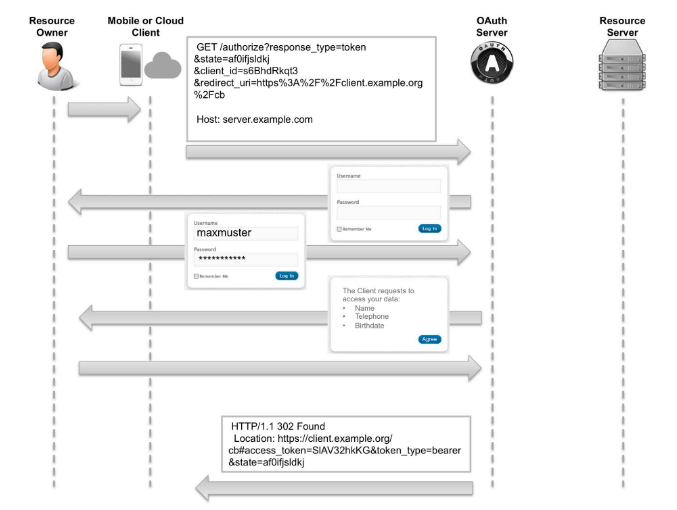 Resource
Owner
Mobile or Cloud
Client
OAuth
Server
Resource
Server
OAUTH
A
GET /authorize?response_type=token
&state=af0ifjsldkj
&client_id=s6BhdRkqt3
&redirect_uri=https%3A%2F%2Fclient.example.org
%2Fcb
Host: server.example.com
Username
Password
Remember Me
Log In
Username
maxmuster
Password
***********
Remember Me
Log In
The Client requests to
access your data:
• Name
• Telephone
• Birthdate
Agree
HTTP/1.1 302 Found
Location: https://client.example.org/
cb#access_token=SlAV32hkKG&token_type=bearer
&state=af0ifjsldkj